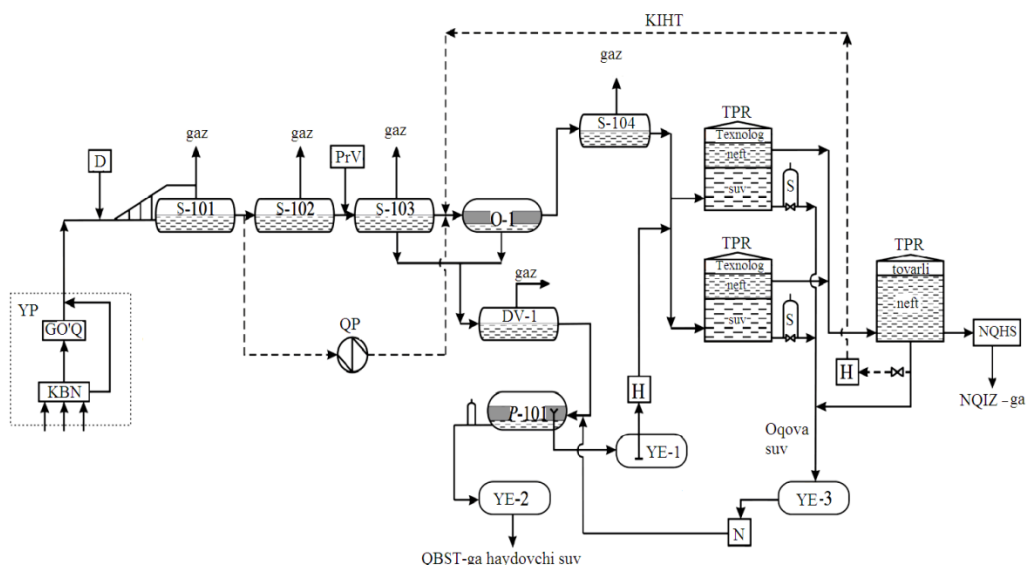 KIHT
gaz
gaz
gaz
gaz
D
PrV
S-101
S-102
S-103
O-1
S-104
TPR
Texnolog
neft
suv
S
TPR
Texnolog
neft
suv
S
TPR
tovarli
neft
NQHS
NQIZ -ga
H
YP
GO'Q
KBN
QP
gaz
DV-1
P-101
H
YE-1
YE-2
Oqova
suv
YE-3
N
QBST-ga haydovchi suv